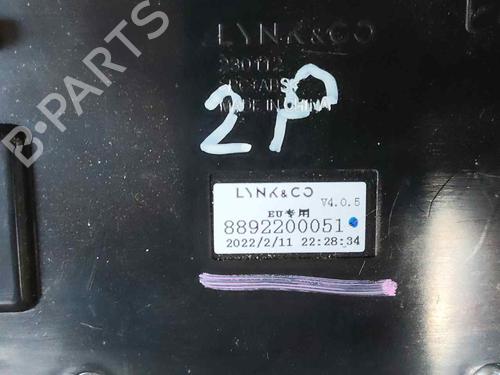 LYNK&CO
MADE IN CHINA
2P
LYNK&CO
V4.0.5
EU专用
8892200051
2022/2/11 22:28:34
B-PARTS